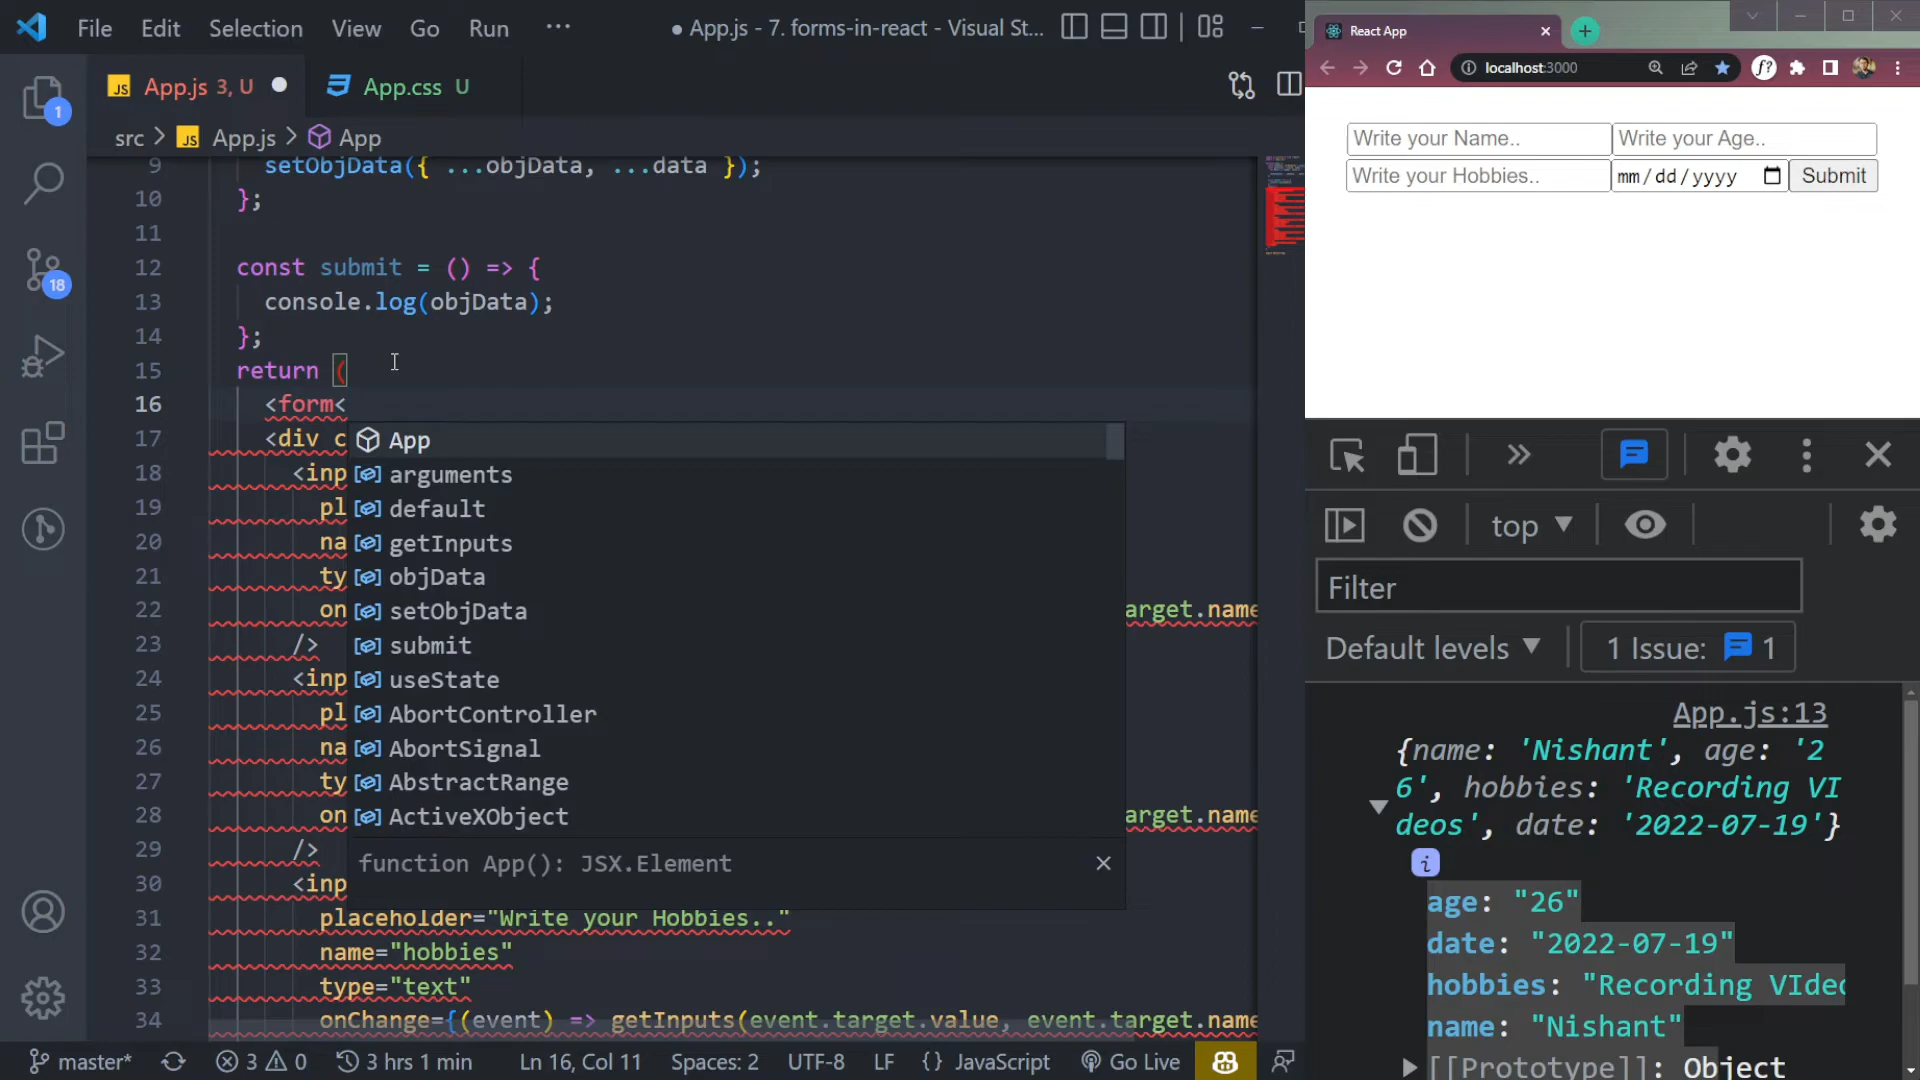 File Edit Selection View Go Run ··· ● App.js - 7. forms-in-react - Visual St...
JS App.js 3, U ● App.css U
src > JS App.js > App
9 setObjData({ ...objData, ...data });
10 };
11
12 const submit = () => {
13 console.log(objData);
14 };
15 return (
16 <form<
17 <div c
18 <inp
19 pl
20 na
21 ty
22 on arget.name
23 />
24 <inp
25 pl
26 na
27 ty
28 on arget.name
29 />
30 <inp
31 placeholder="Write your Hobbies.."
32 name="hobbies"
33 type="text"
34 onChange={(event) => getInputs(event.target.value, event.target.name
App
arguments
default
getInputs
objData
setObjData
submit
useState
AbortController
AbortSignal
AbstractRange
ActiveXObject
function App(): JSX.Element
1
18
master* 3 0 3 hrs 1 min Ln 16, Col 11 Spaces: 2 UTF-8 LF {} JavaScript Go Live
React App
localhost:3000
Write your Name.. Write your Age..
Write your Hobbies.. mm/dd/yyyy Submit
top
Filter
Default levels 1 Issue: 1
App.js:13
{name: 'Nishant', age: '2
6', hobbies: 'Recording VI
deos', date: '2022-07-19'}
i
age: "26"
date: "2022-07-19"
hobbies: "Recording VIdeo
name: "Nishant"
[[Prototype]]: Object